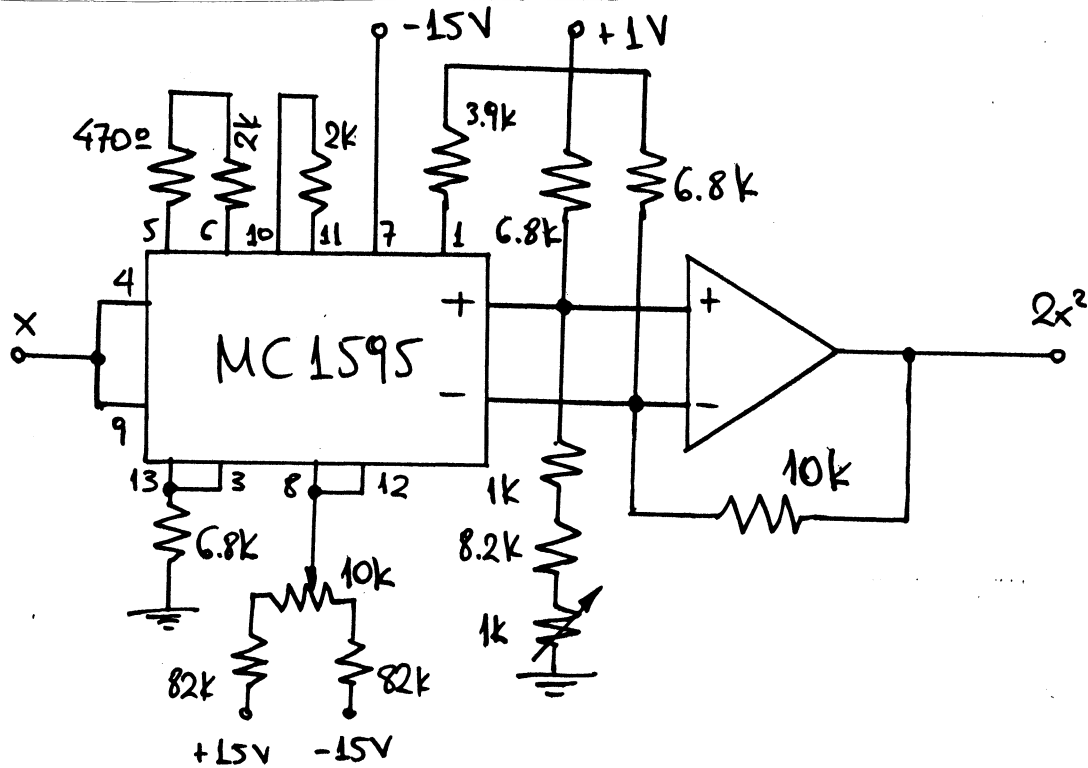 -15V
+1V
470Ω
2k
2k
3.9k
6.8k
6.8k
5
6
10
11
7
1
4
+
+
x
MC1595
2x²
9
-
-
13
3
8
12
10k
1k
6.8k
8.2k
10k
1k
82k
82k
+15V
-15V